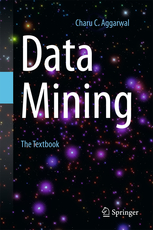 Charu C. Aggarwal
Data
Mining
The Textbook
Springer